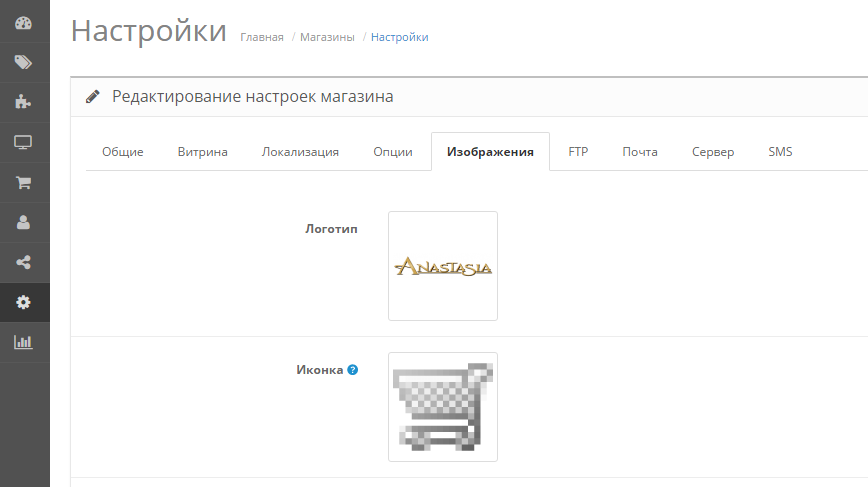 Настройки Главная / Магазины / Настройки
Редактирование настроек магазина
Общие Витрина Локализация Опции Изображения FTP Почта Сервер SMS
Логотип
ANASTASIA
Иконка ?